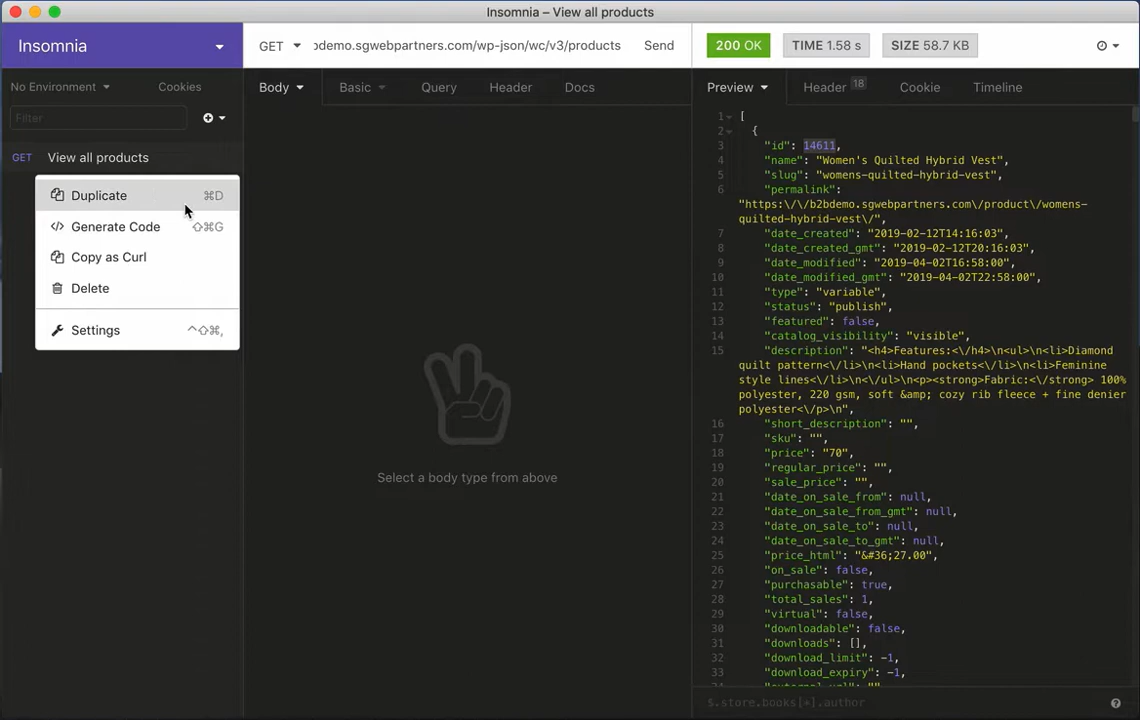 Insomnia – View all products
Insomnia
GET
bdemo.sgwebpartners.com/wp-json/wc/v3/products
Send
200 OK
TIME 1.58 s
SIZE 58.7 KB
No Environment
Cookies
Body
Basic
Query
Header
Docs
Preview
Header 18
Cookie
Timeline
Filter
GET View all products
Duplicate ⌘D
Generate Code ⇧⌘G
Copy as Curl
Delete
Settings ^⇧⌘,
Select a body type from above
1 [
2 {
3 "id": 14611,
4 "name": "Women's Quilted Hybrid Vest",
5 "slug": "womens-quilted-hybrid-vest",
6 "permalink":
"https:\/\/b2bdemo.sgwebpartners.com\/product\/womens-
quilted-hybrid-vest\/",
7 "date_created": "2019-02-12T14:16:03",
8 "date_created_gmt": "2019-02-12T20:16:03",
9 "date_modified": "2019-04-02T16:58:00",
10 "date_modified_gmt": "2019-04-02T22:58:00",
11 "type": "variable",
12 "status": "publish",
13 "featured": false,
14 "catalog_visibility": "visible",
15 "description": "<h4>Features:<\/h4>\n<ul>\n<li>Diamond
quilt pattern<\/li>\n<li>Hand pockets<\/li>\n<li>Feminine
style lines<\/li>\n<\/ul>\n<p><strong>Fabric:<\/strong> 100%
polyester, 220 gsm, soft &amp; cozy rib fleece + fine denier
polyester<\/p>\n",
16 "short_description": "",
17 "sku": "",
18 "price": "70",
19 "regular_price": "",
20 "sale_price": "",
21 "date_on_sale_from": null,
22 "date_on_sale_from_gmt": null,
23 "date_on_sale_to": null,
24 "date_on_sale_to_gmt": null,
25 "price_html": "&#36;27.00",
26 "on_sale": false,
27 "purchasable": true,
28 "total_sales": 1,
29 "virtual": false,
30 "downloadable": false,
31 "downloads": [],
32 "download_limit": -1,
33 "download_expiry": -1,
$.store.books[*].author